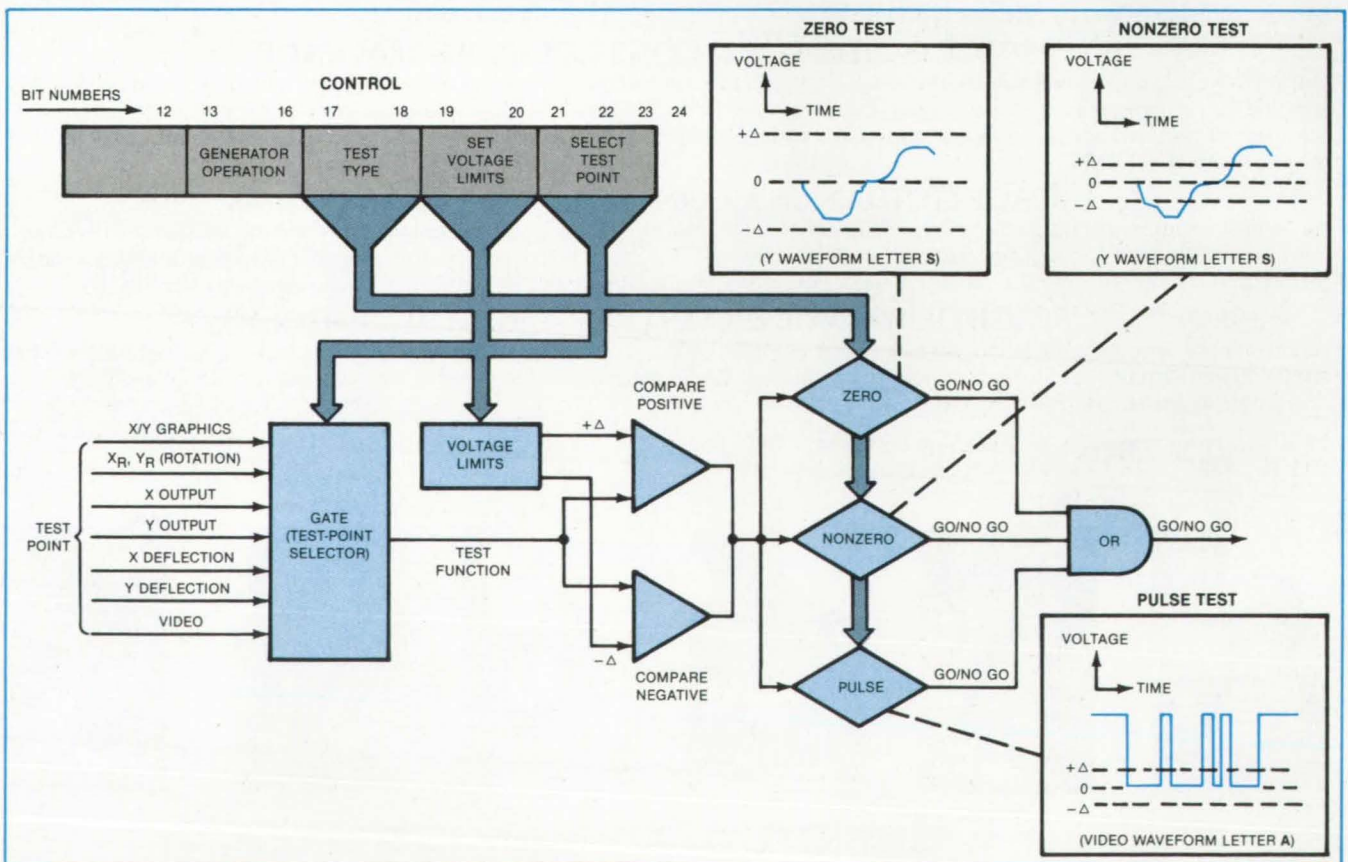 ZERO TEST
VOLTAGE
TIME
+Δ
0
-Δ
(Y WAVEFORM LETTER S)
NONZERO TEST
VOLTAGE
TIME
+Δ
0
-Δ
(Y WAVEFORM LETTER S)
CONTROL
BIT NUMBERS
12 13 16 17 18 19 20 21 22 23 24
GENERATOR
OPERATION
TEST
TYPE
SET
VOLTAGE
LIMITS
SELECT
TEST
POINT
TEST
POINT
X/Y GRAPHICS
XR, YR (ROTATION)
X OUTPUT
Y OUTPUT
X DEFLECTION
Y DEFLECTION
VIDEO
GATE
(TEST-POINT
SELECTOR)
TEST
FUNCTION
VOLTAGE
LIMITS
+Δ
-Δ
COMPARE
POSITIVE
COMPARE
NEGATIVE
ZERO
GO/NO GO
NONZERO
GO/NO GO
PULSE
GO/NO GO
OR
GO/NO GO
PULSE TEST
VOLTAGE
TIME
+Δ
0
-Δ
(VIDEO WAVEFORM LETTER A)